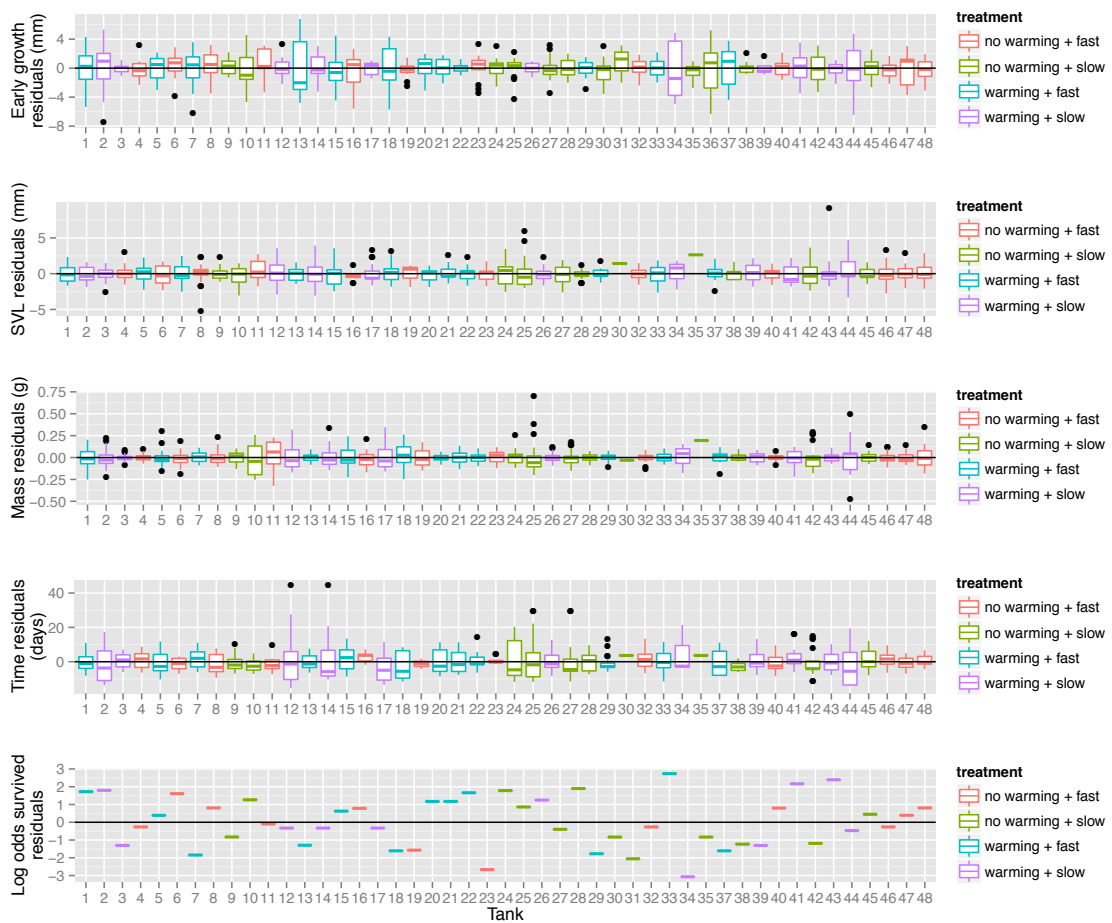 Early growth
residuals (mm)
4
0
−4
−8
1 2 3 4 5 6 7 8 9 10 11 12 13 14 15 16 17 18 19 20 21 22 23 24 25 26 27 28 29 30 31 32 33 34 35 36 37 38 39 40 41 42 43 44 45 46 47 48
treatment
no warming + fast
no warming + slow
warming + fast
warming + slow
SVL residuals (mm)
5
0
−5
1 2 3 4 5 6 7 8 9 10 11 12 13 14 15 16 17 18 19 20 21 22 23 24 25 26 27 28 29 30 32 33 34 35 37 38 39 40 41 42 43 44 45 46 47 48
treatment
no warming + fast
no warming + slow
warming + fast
warming + slow
Mass residuals (g)
0.75
0.50
0.25
0.00
−0.25
−0.50
1 2 3 4 5 6 7 8 9 10 11 12 13 14 15 16 17 18 19 20 21 22 23 24 25 26 27 28 29 30 32 33 34 35 37 38 39 40 41 42 43 44 45 46 47 48
treatment
no warming + fast
no warming + slow
warming + fast
warming + slow
Time residuals
(days)
40
20
0
1 2 3 4 5 6 7 8 9 10 11 12 13 14 15 16 17 18 19 20 21 22 23 24 25 26 27 28 29 30 32 33 34 35 37 38 39 40 41 42 43 44 45 46 47 48
treatment
no warming + fast
no warming + slow
warming + fast
warming + slow
Log odds survived
residuals
3
2
1
0
−1
−2
−3
1 2 3 4 5 6 7 8 9 10 11 12 13 14 15 16 17 18 19 20 21 22 23 24 25 26 27 28 29 30 31 32 33 34 35 36 37 38 39 40 41 42 43 44 45 46 47 48
Tank
treatment
no warming + fast
no warming + slow
warming + fast
warming + slow